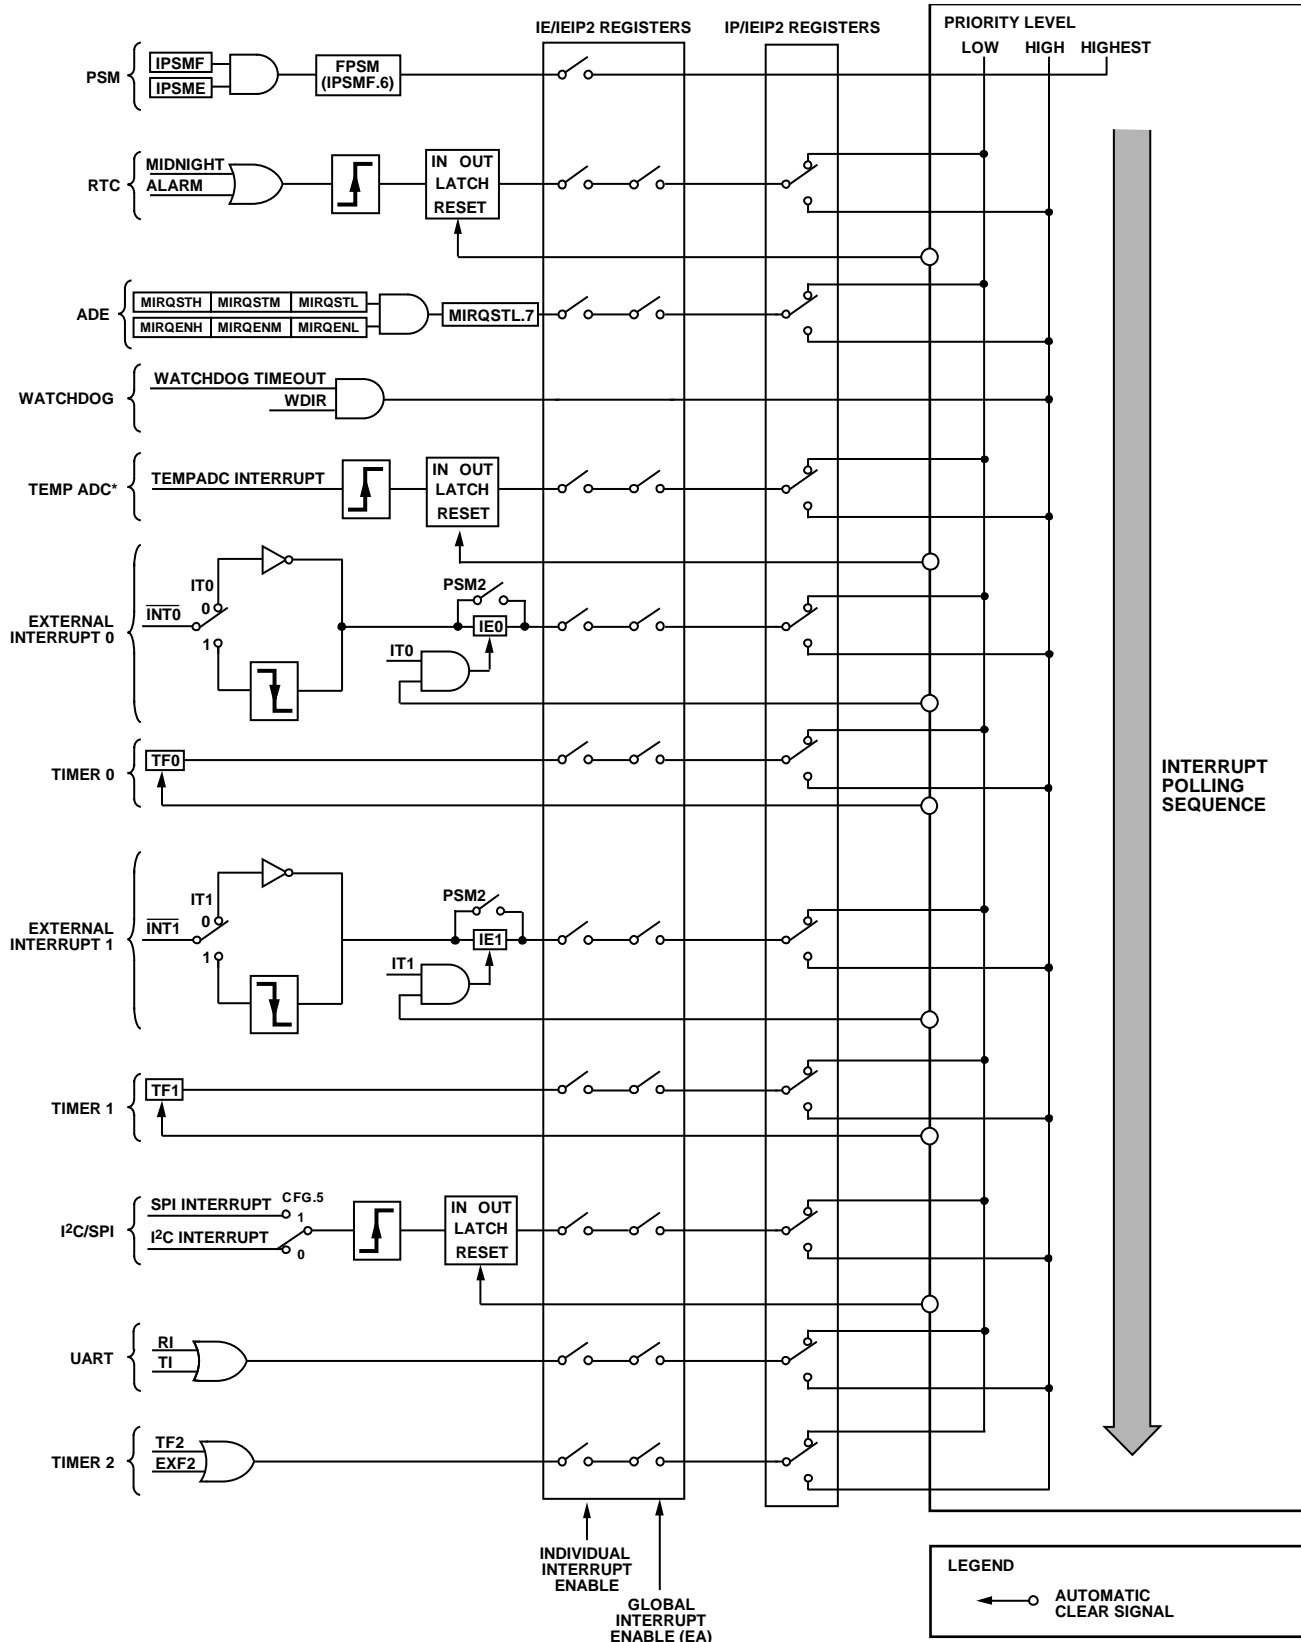 IE/IEIP2 REGISTERS
IP/IEIP2 REGISTERS
PRIORITY LEVEL
LOW HIGH HIGHEST
PSM
IPSMF
IPSME
FPSM
(IPSMF.6)
RTC
MIDNIGHT
ALARM
IN OUT
LATCH
RESET
ADE
MIRQSTH MIRQSTM MIRQSTL
MIRQENH MIRQENM MIRQENL
MIRQSTL.7
WATCHDOG
WATCHDOG TIMEOUT
WDIR
TEMP ADC*
TEMPADC INTERRUPT
IN OUT
LATCH
RESET
EXTERNAL
INTERRUPT 0
INT0
IT0
0
1
PSM2
IE0
IT0
TIMER 0
TF0
INTERRUPT
POLLING
SEQUENCE
EXTERNAL
INTERRUPT 1
INT1
IT1
0
1
PSM2
IE1
IT1
TIMER 1
TF1
I²C/SPI
SPI INTERRUPT
I²C INTERRUPT
CFG.5
1
0
IN OUT
LATCH
RESET
UART
RI
TI
TIMER 2
TF2
EXF2
INDIVIDUAL
INTERRUPT
ENABLE
GLOBAL
INTERRUPT
ENABLE (EA)
LEGEND
AUTOMATIC
CLEAR SIGNAL